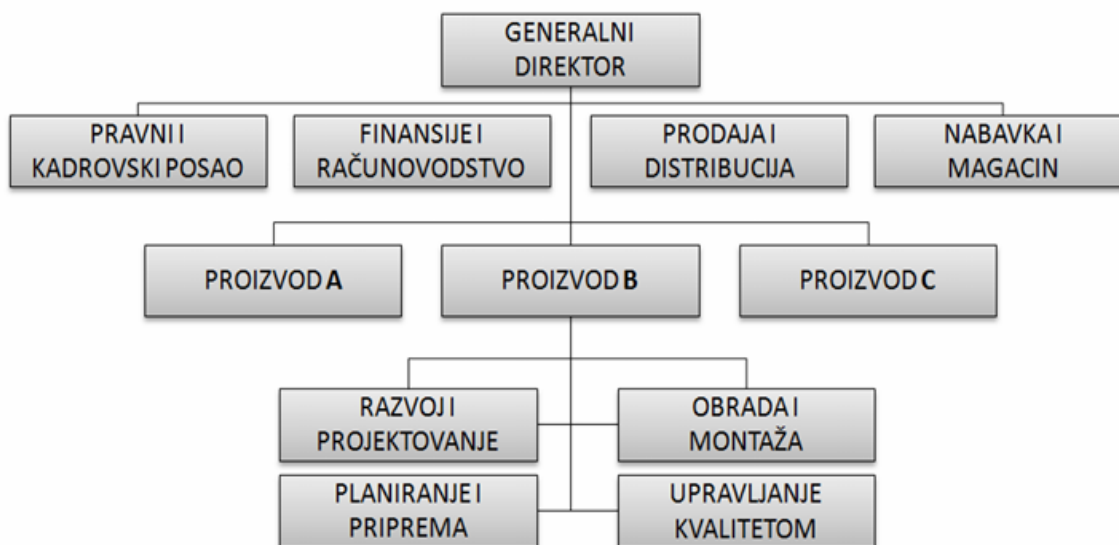 GENERALNI
DIREKTOR
PRAVNI I
KADROVSKI POSAO
FINANSIJE I
RAČUNOVODSTVO
PRODAJA I
DISTRIBUCIJA
NABAVKA I
MAGACIN
PROIZVOD A
PROIZVOD B
PROIZVOD C
RAZVOJ I
PROJEKTOVANJE
OBRADA I
MONTAŽA
PLANIRANJE I
PRIPREMA
UPRAVLJANJE
KVALITETOM